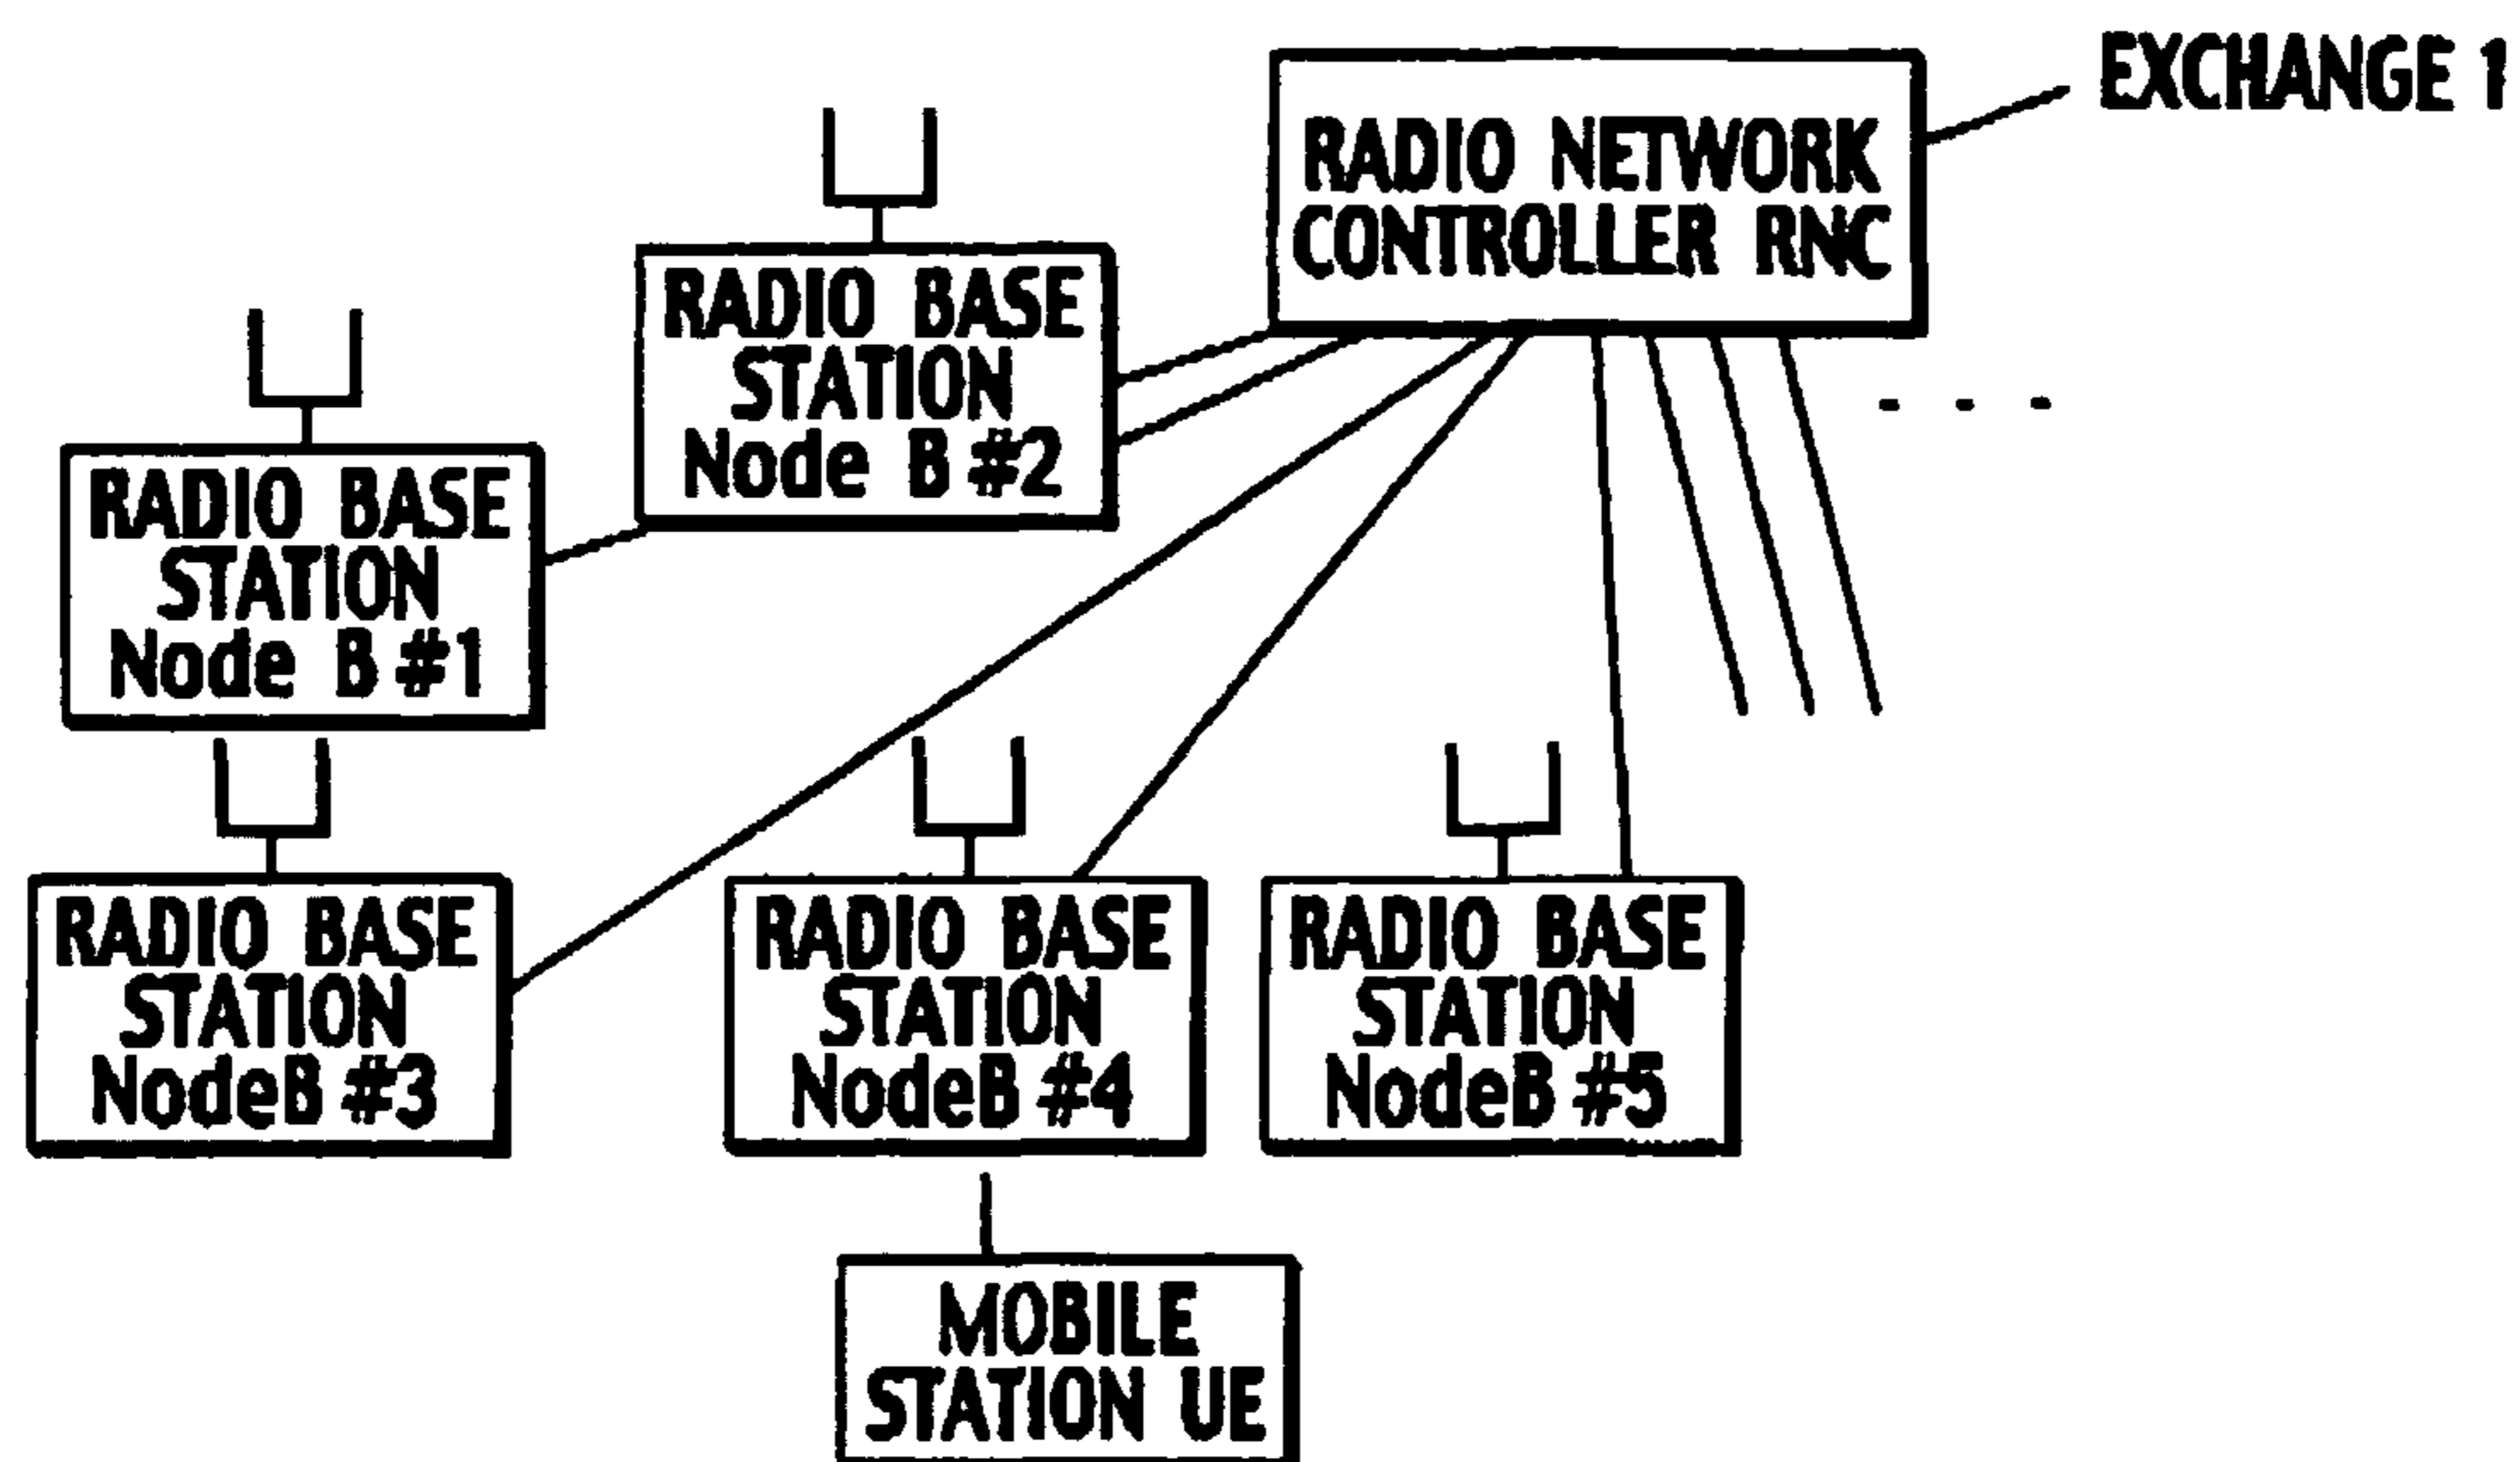 EXCHANGE 1
RADIO NETWORK
CONTROLLER RNC
RADIO BASE
STATION
Node B #2
RADIO BASE
STATION
Node B #1
RADIO BASE
STATION
NodeB #3
RADIO BASE
STATION
NodeB #4
RADIO BASE
STATION
NodeB #5
MOBILE
STATION UE